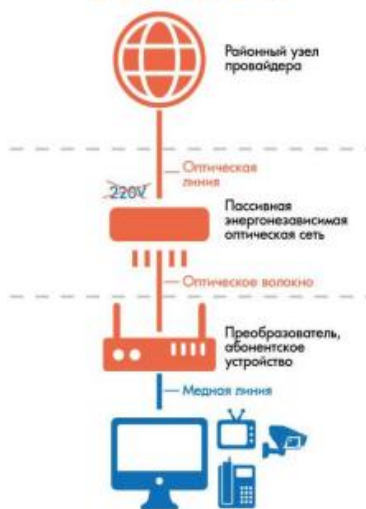 Районный узел
провайдера
Оптическая
линия
220V
Пассивная
энергонезависимая
оптическая сеть
Оптическое волокно
Преобразователь,
абонентское
устройство
Медная линия